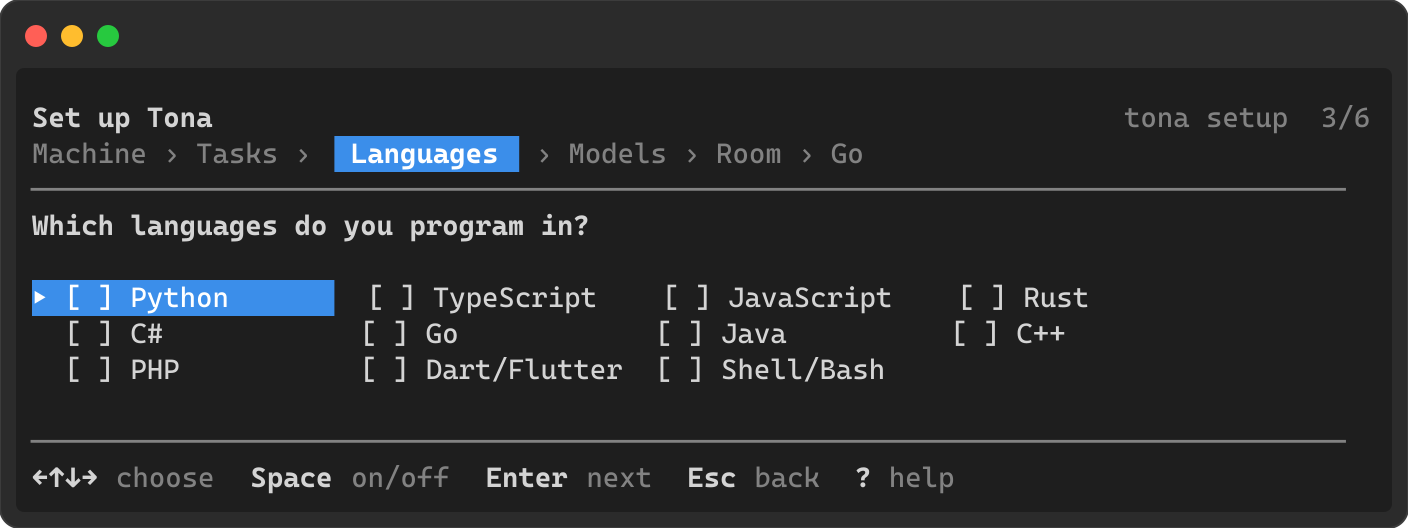 Set up Tona tona setup 3/6
Machine › Tasks › Languages › Models › Room › Go
Which languages do you program in?
▸ [ ] Python [ ] TypeScript [ ] JavaScript [ ] Rust
[ ] C# [ ] Go [ ] Java [ ] C++
[ ] PHP [ ] Dart/Flutter [ ] Shell/Bash
←↑↓→ choose Space on/off Enter next Esc back ? help